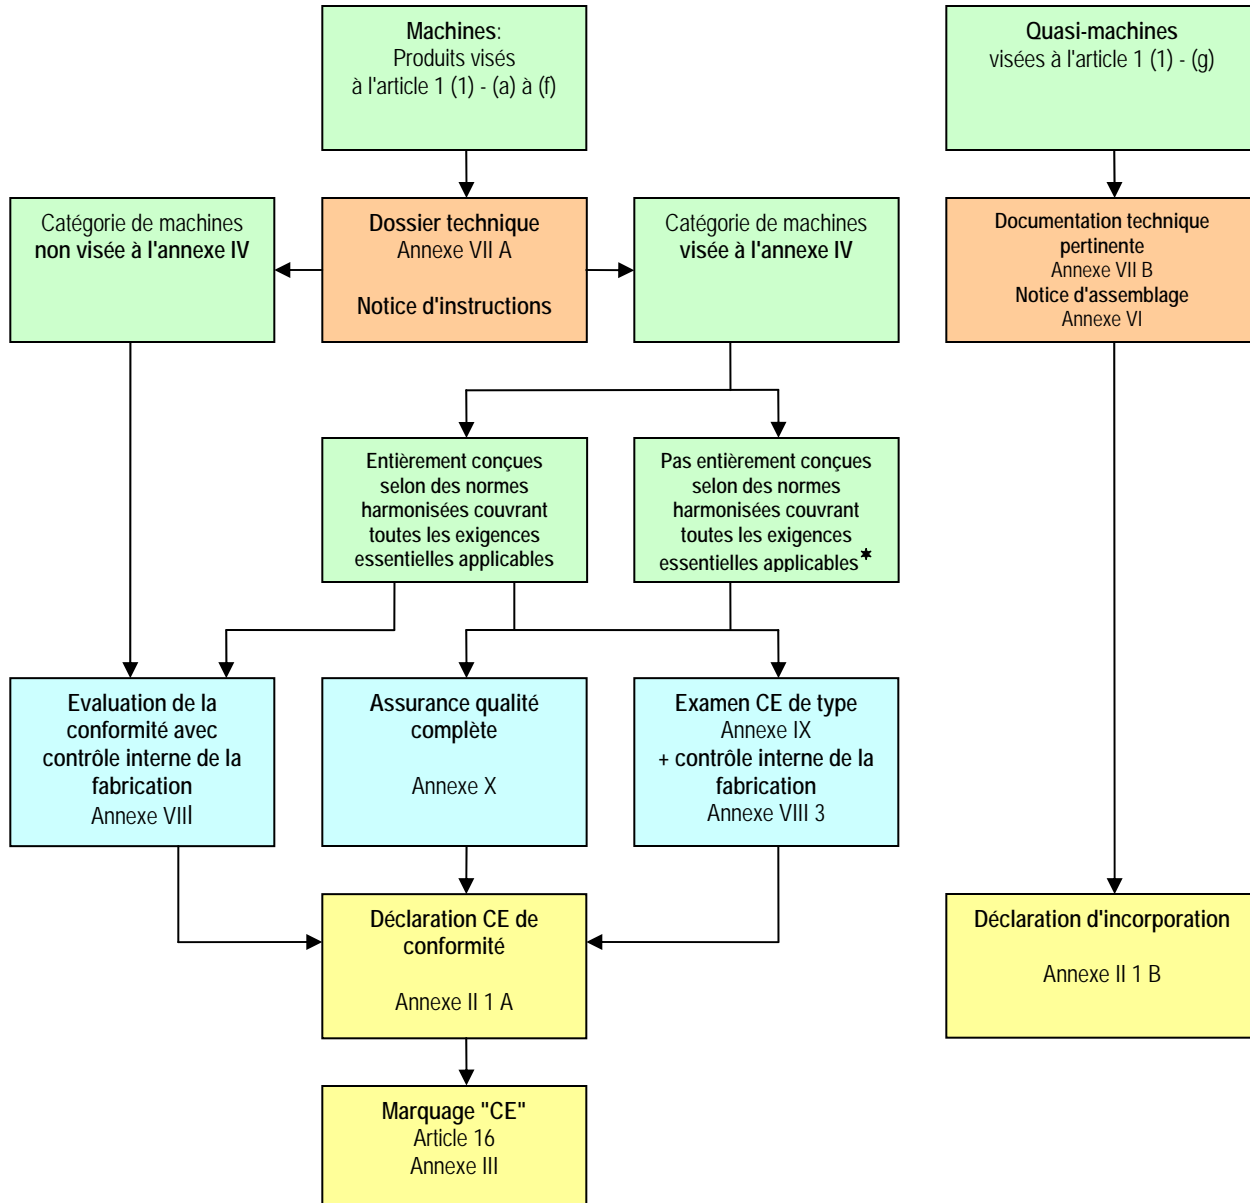 Machines:
Produits visés
à l'article 1 (1) - (a) à (f)
Quasi-machines
visées à l'article 1 (1) - (g)
Catégorie de machines
non visée à l'annexe IV
Dossier technique
Annexe VII A
Notice d'instructions
Catégorie de machines
visée à l'annexe IV
Documentation technique
pertinente
Annexe VII B
Notice d'assemblage
Annexe VI
Entièrement conçues
selon des normes
harmonisées couvrant
toutes les exigences
essentielles applicables
Pas entièrement conçues
selon des normes
harmonisées couvrant
toutes les exigences
essentielles applicables*
Evaluation de la
conformité avec
contrôle interne de la
fabrication
Annexe VIII
Assurance qualité
complète
Annexe X
Examen CE de type
Annexe IX
+ contrôle interne de la
fabrication
Annexe VIII 3
Déclaration CE de
conformité
Annexe II 1 A
Déclaration d'incorporation
Annexe II 1 B
Marquage "CE"
Article 16
Annexe III